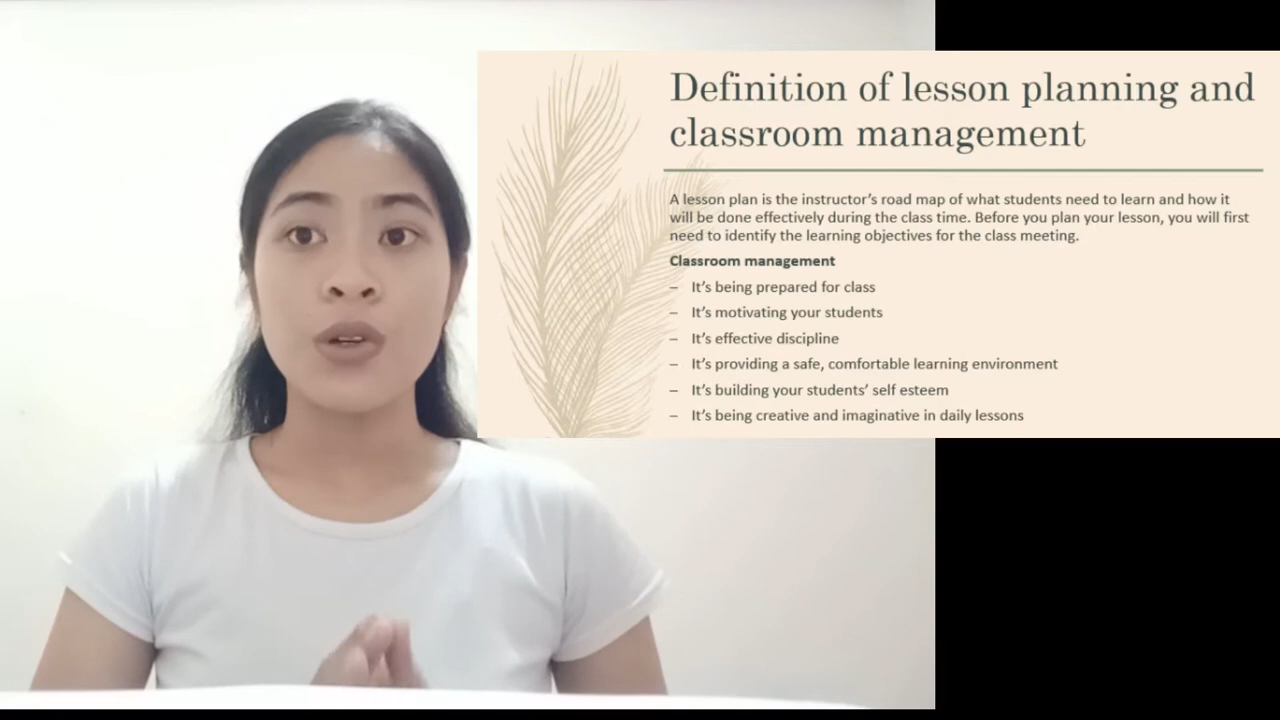 Definition of lesson planning and
classroom management
A lesson plan is the instructor's road map of what students need to learn and how it
will be done effectively during the class time. Before you plan your lesson, you will first
need to identify the learning objectives for the class meeting.
Classroom management
– It's being prepared for class
– It's motivating your students
– It's effective discipline
– It's providing a safe, comfortable learning environment
– It's building your students' self esteem
– It's being creative and imaginative in daily lessons